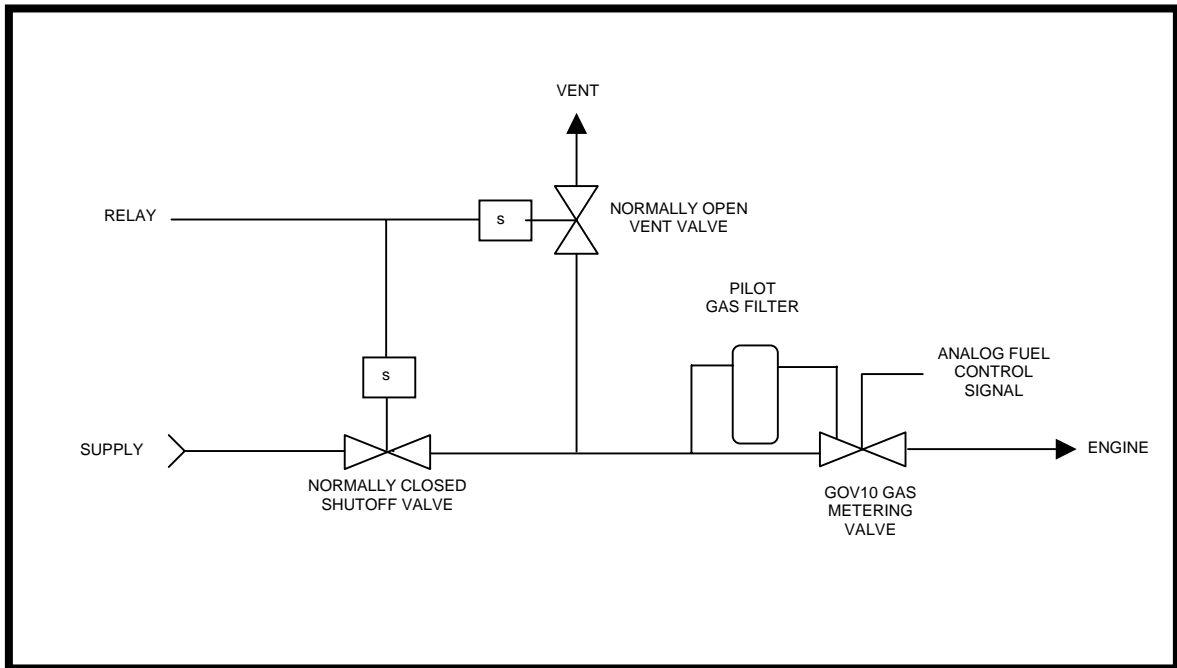 VENT
RELAY
s
NORMALLY OPEN
VENT VALVE
PILOT
GAS FILTER
s
ANALOG FUEL
CONTROL
SIGNAL
SUPPLY
ENGINE
NORMALLY CLOSED
SHUTOFF VALVE
GOV10 GAS
METERING
VALVE